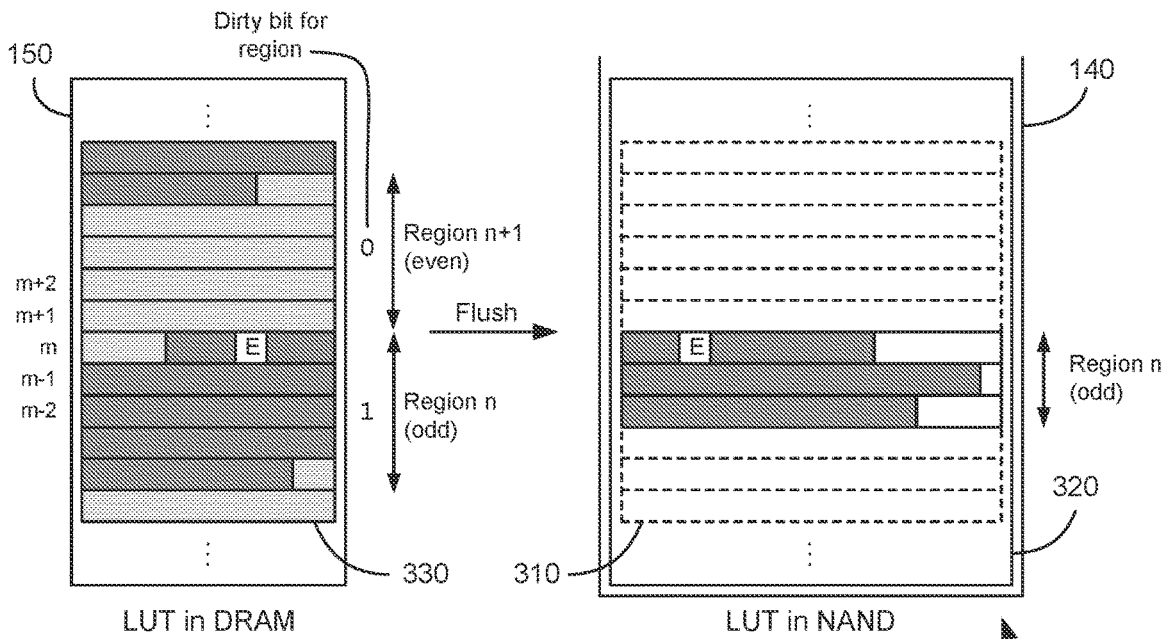 Dirty bit for
region
150
140
⋮
⋮
0
Region n+1
(even)
m+2
m+1
Flush
m
E
E
m-1
Region n
(odd)
m-2
1
Region n
(odd)
320
330
310
⋮
⋮
LUT in DRAM
LUT in NAND